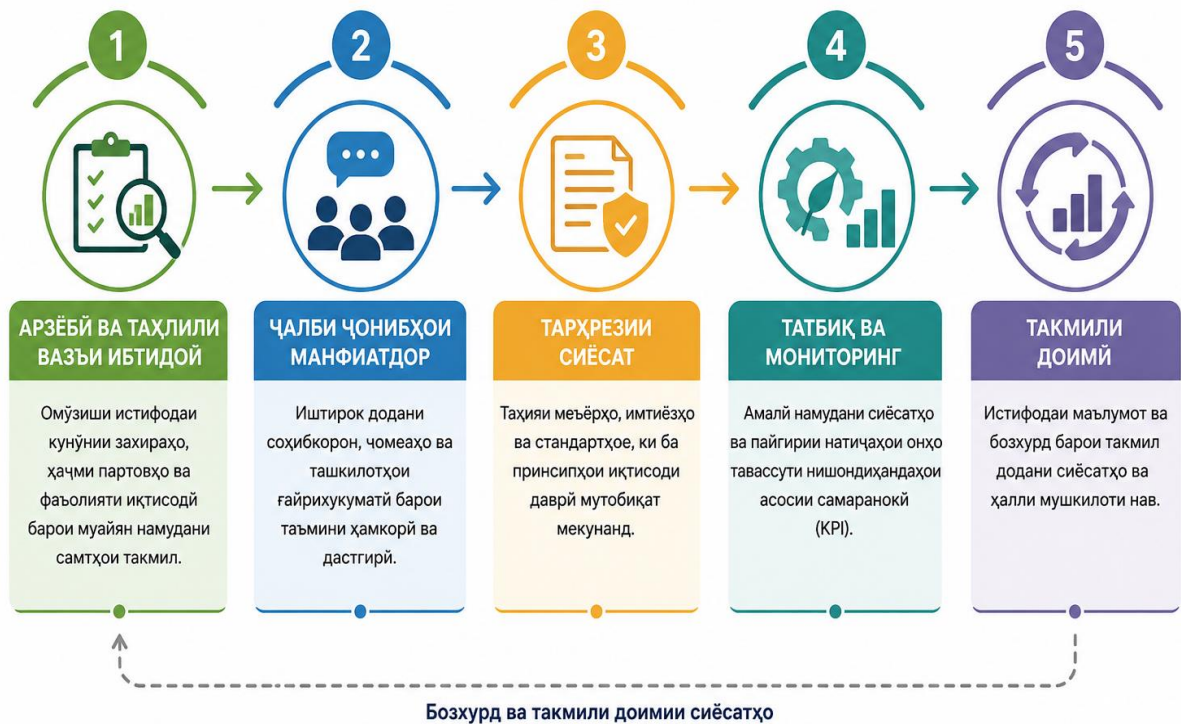 1
АРЗЁБӢ ВА ТАҲЛИЛИ
ВАЗЪИ ИБТИДОӢ
Омӯзиши истифодаи
кунӯнии захираҳо,
ҳаҷми партовҳо ва
фаъолияти иқтисодӣ
барои муайян намудани
самтҳои такмил.
2
ҶАЛБИ ҶОНИБҲОИ
МАНФИАТДОР
Иштирок додани
соҳибкорон, ҷомеаҳо ва
ташкилотҳои
ғайриҳукуматӣ барои
таъмини ҳамкорӣ ва
дастгирӣ.
3
ТАРҲРЕЗИИ
СИЁСАТ
Таҳияи меъёрҳо, имтиёзҳо
ва стандартҳое, ки ба
принсипҳои иқтисоди
даврӣ мутобиқат
мекунанд.
4
ТАТБИҚ ВА
МОНИТОРИНГ
Амалӣ намудани сиёсатҳо
ва пайгирии натиҷаҳои онҳо
тавассути нишондиҳандаҳои
асосии самаранокӣ
(KPI).
5
ТАКМИЛИ
ДОИМӢ
Истифодаи маълумот ва
бозхурд барои такмил
додани сиёсатҳо ва
ҳалли мушкилоти нав.
Бозхурд ва такмили доимии сиёсатҳо